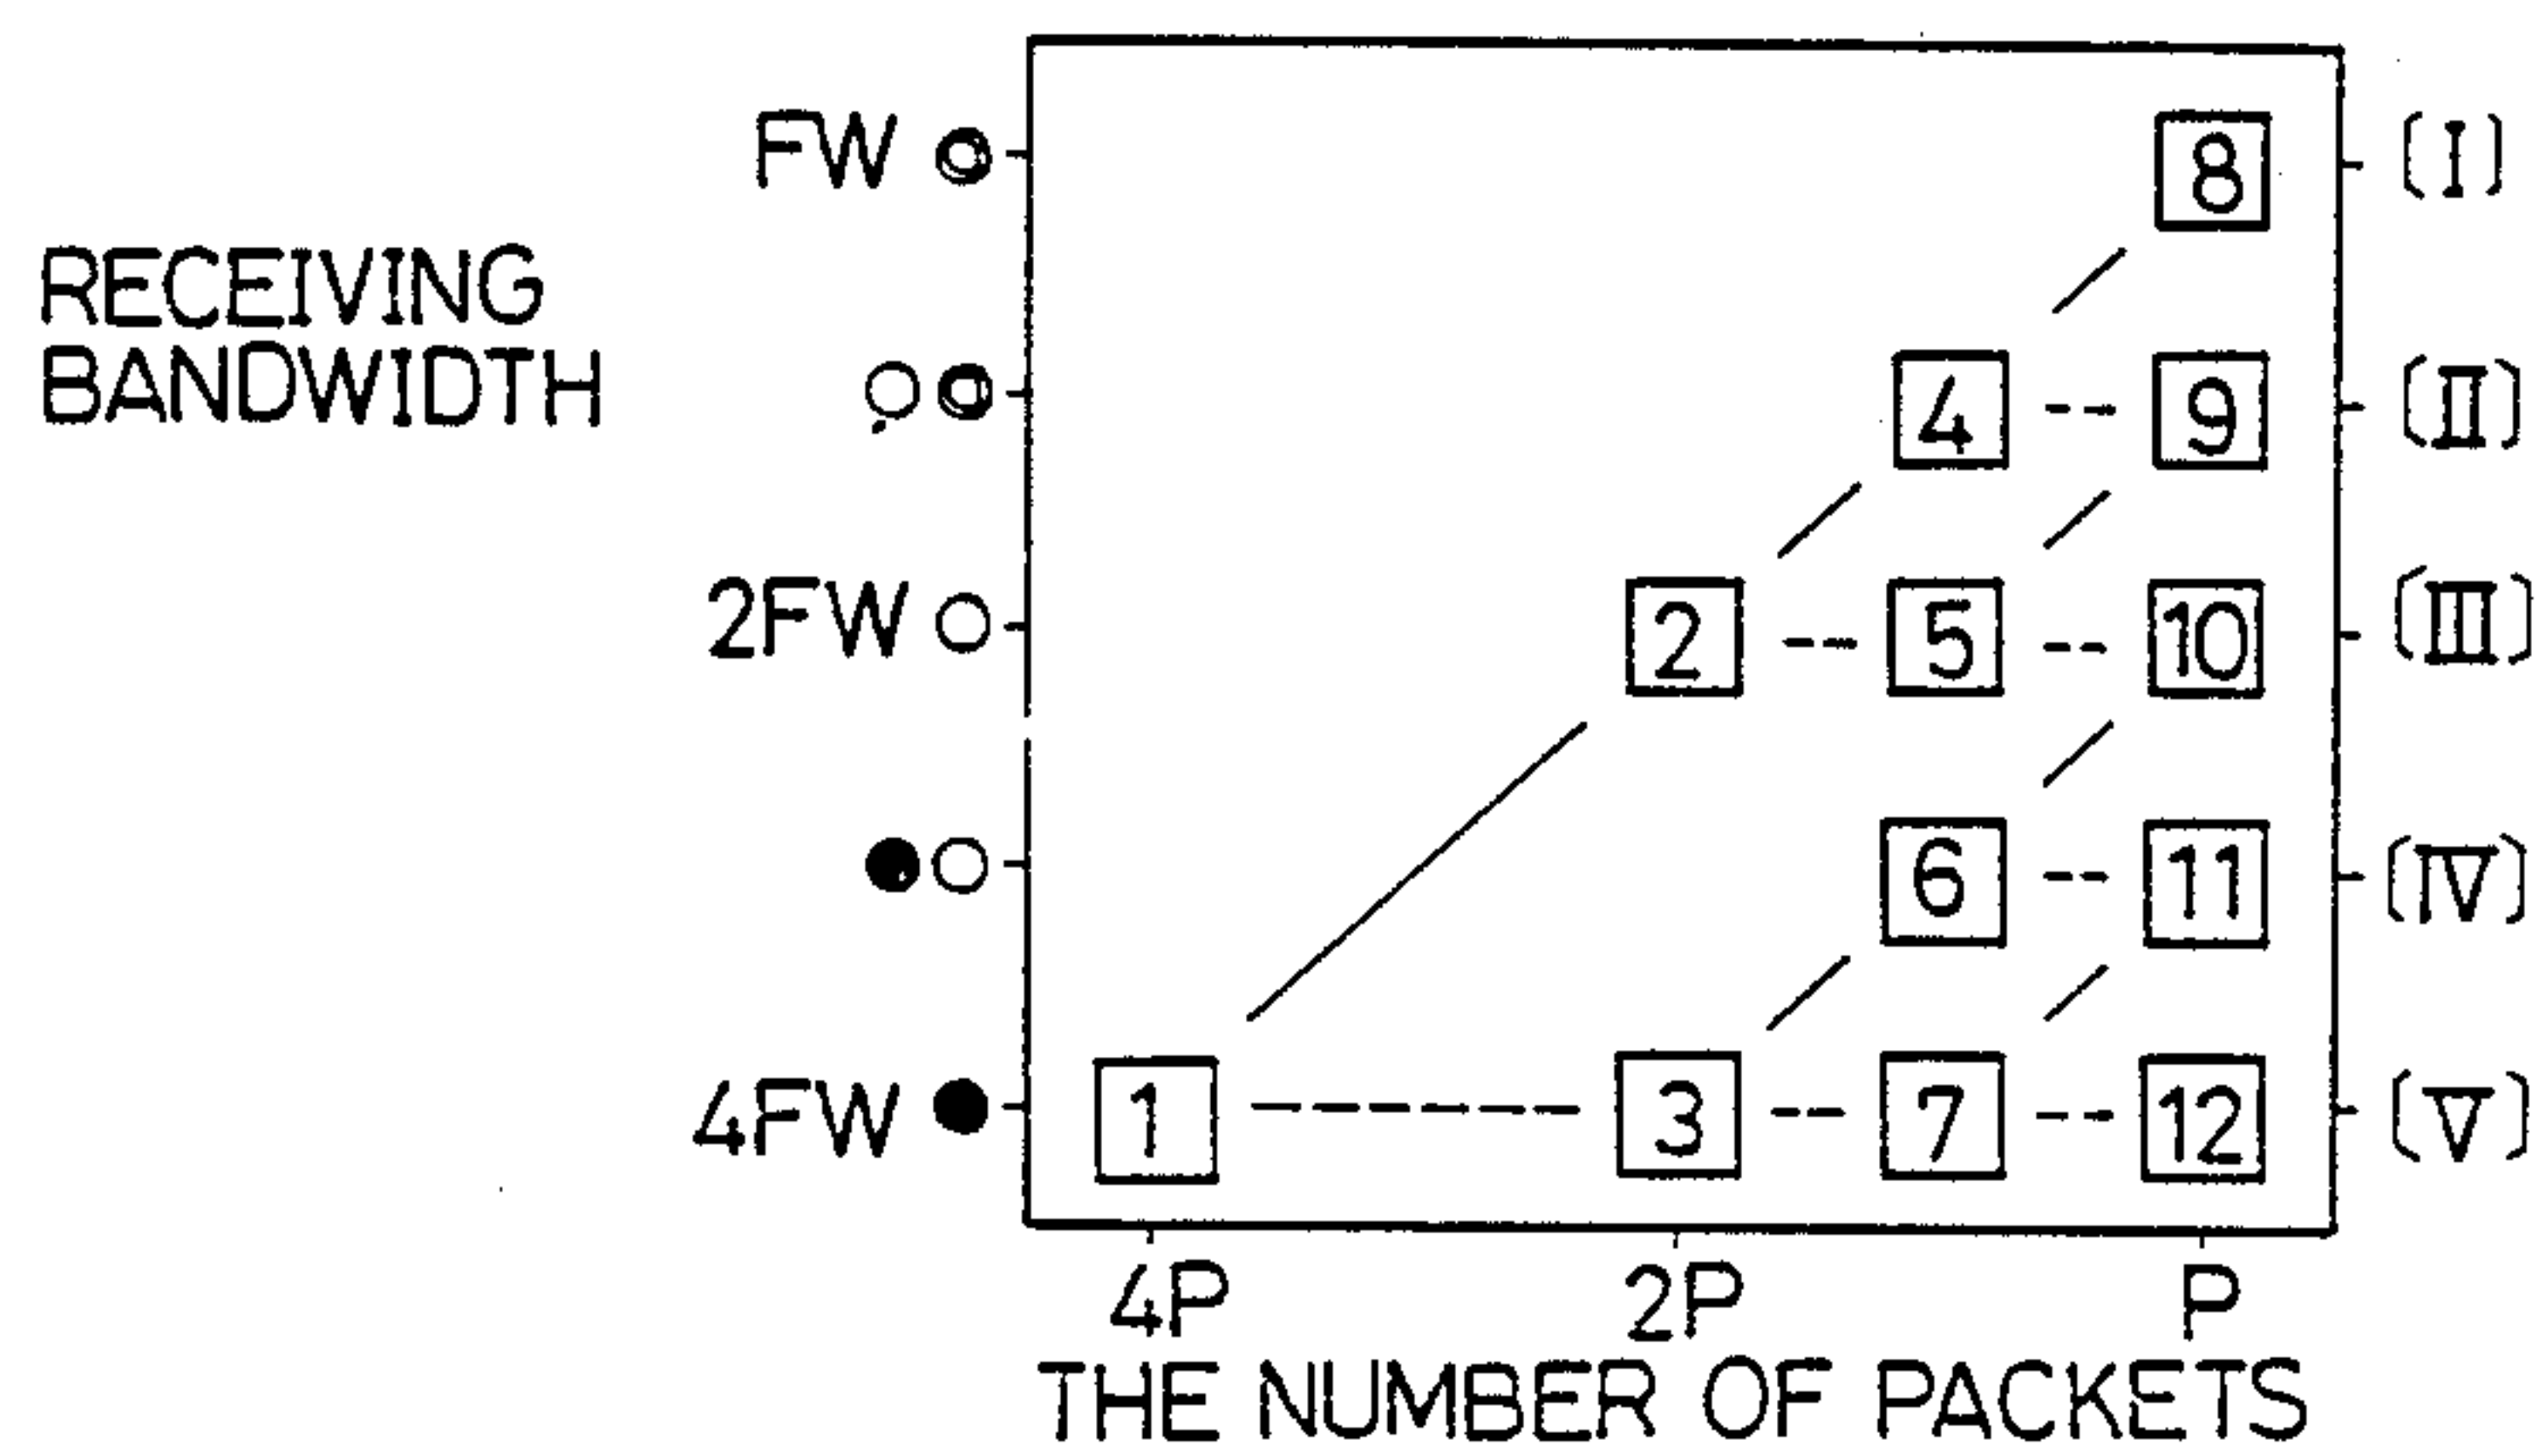 FW 8 (I)
RECEIVING
BANDWIDTH
4 9 (II)
2FW 2 5 10 (III)
6 11 (IV)
4FW 1 3 7 12 (V)
4P 2P P
THE NUMBER OF PACKETS